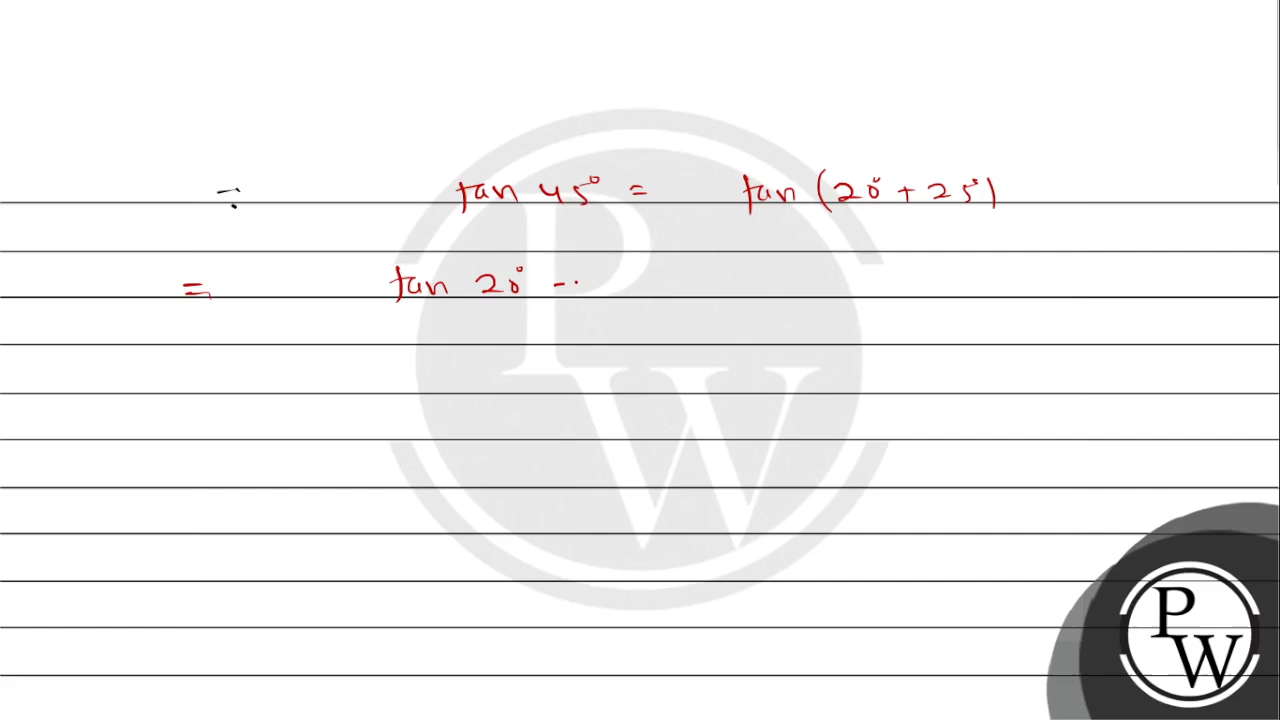 ÷ tan 45° = tan (20° + 25°)
= tan 20° -
P
W
P
W